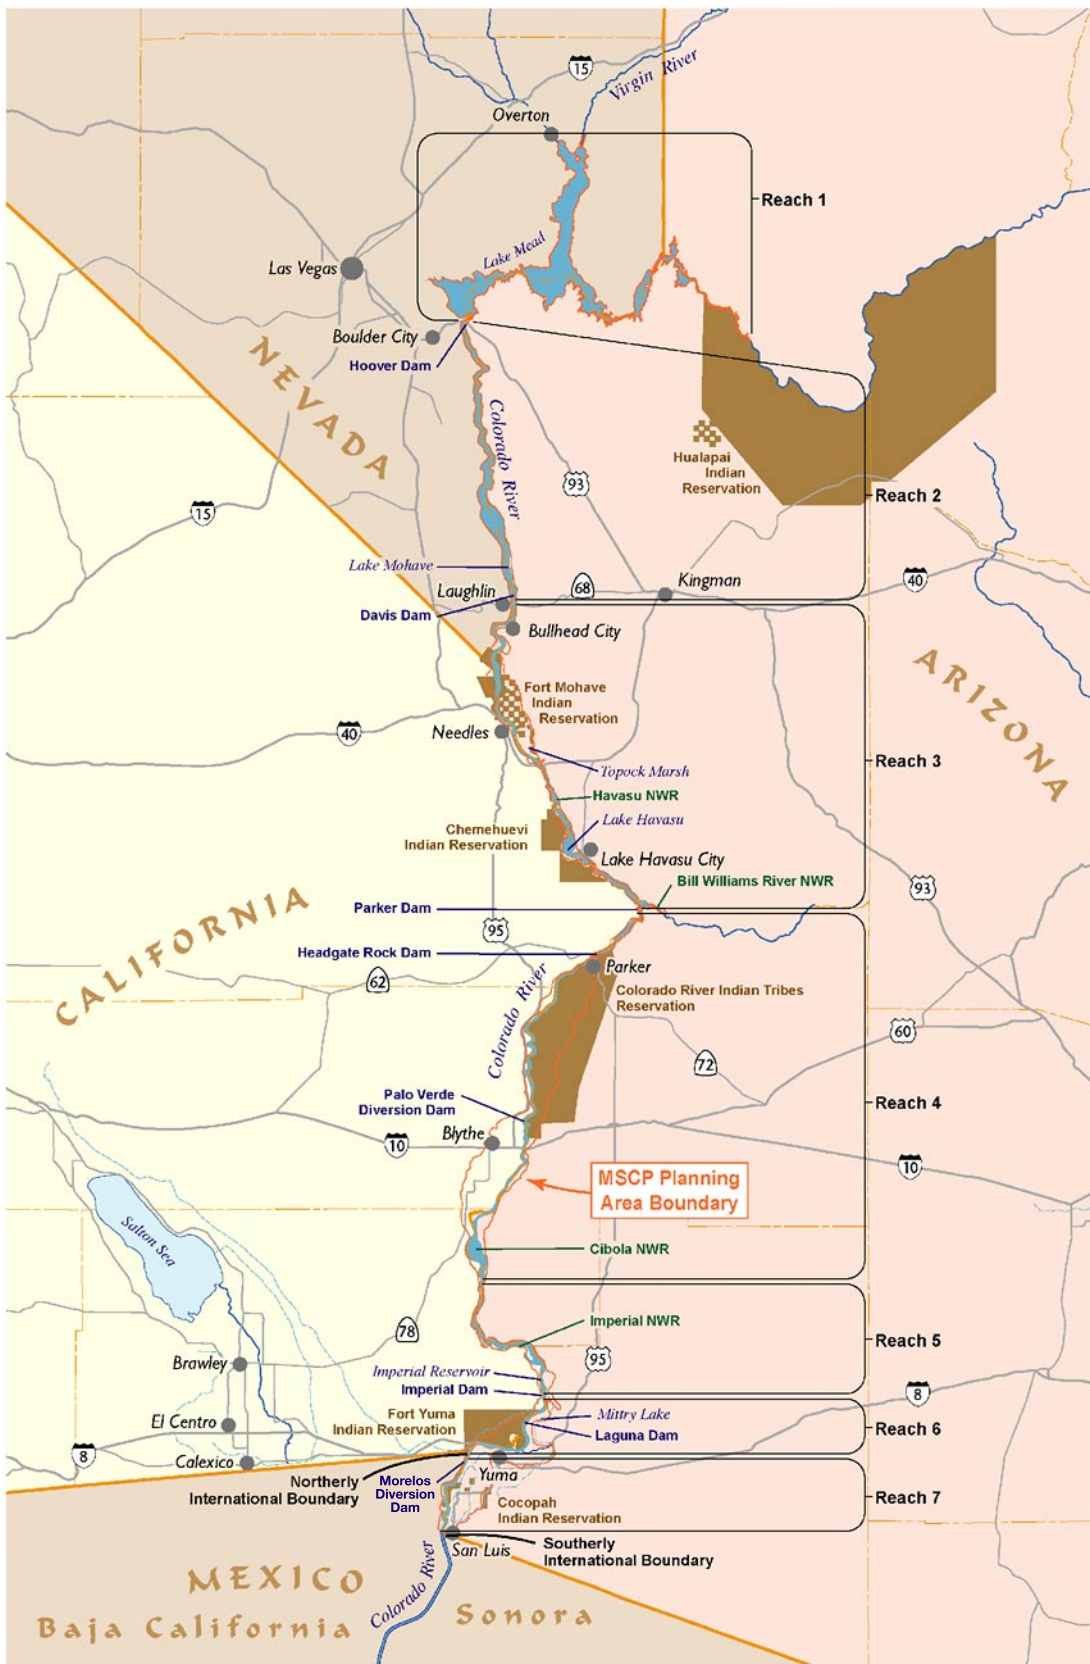 15
Virgin River
Overton
Reach 1
Lake Mead
Las Vegas
Boulder City
Hoover Dam
NEVADA
Colorado River
Hualapai
Indian
Reservation
93
Reach 2
15
Lake Mohave
Kingman
40
68
Laughlin
Davis Dam
Bullhead City
ARIZONA
Fort Mohave
Indian
Reservation
40
Needles
Reach 3
Topock Marsh
Havasu NWR
Lake Havasu
Chemehuevi
Indian Reservation
Lake Havasu City
Bill Williams River NWR
93
Parker Dam
CALIFORNIA
95
Headgate Rock Dam
Parker
62
Colorado River Indian Tribes
Reservation
Colorado River
60
72
Palo Verde
Diversion Dam
Reach 4
Blythe
10
10
MSCP Planning
Area Boundary
Salton Sea
Cibola NWR
Imperial NWR
78
Reach 5
95
Brawley
Imperial Reservoir
Imperial Dam
8
El Centro
Fort Yuma
Indian Reservation
Mittry Lake
Laguna Dam
Reach 6
8
Calexico
Northerly
International Boundary
Morelos
Diversion
Dam
Yuma
Cocopah
Indian Reservation
Reach 7
San Luis
Southerly
International Boundary
MEXICO
Colorado River
Baja California
Sonora